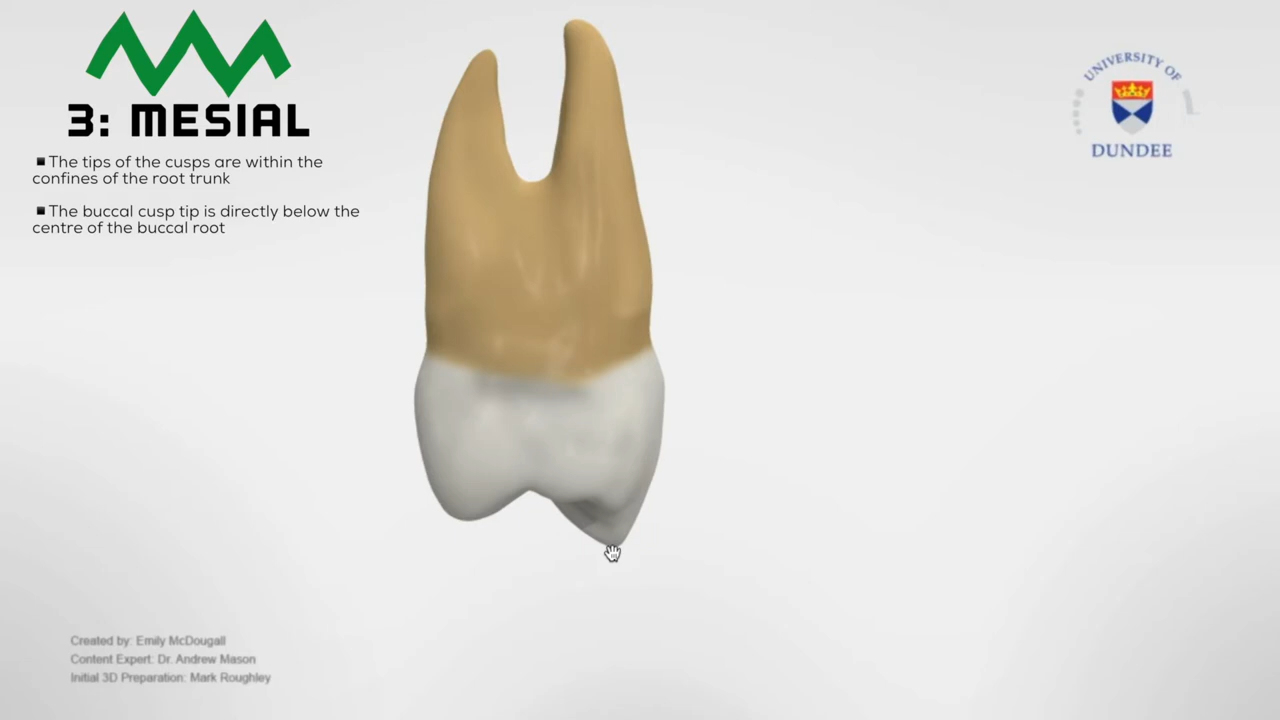 3: MESIAL
▪The tips of the cusps are within the
confines of the root trunk
▪The buccal cusp tip is directly below the
centre of the buccal root
UNIVERSITY OF
DUNDEE
Created by: Emily McDougall
Content Expert: Dr. Andrew Mason
Initial 3D Preparation: Mark Roughley